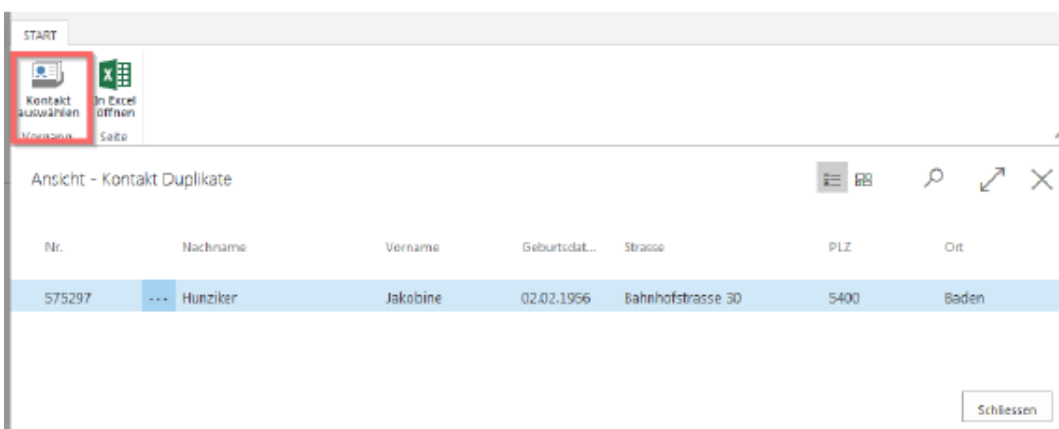 START
Kontakt auswählen
In Excel öffnen
Vorgang
Seite
Ansicht - Kontakt Duplikate
Nr. Nachname Vorname Geburtsdat... Strasse PLZ Ort
575297 ... Hunziker Jakobine 02.02.1956 Bahnhofstrasse 30 5400 Baden
Schliessen